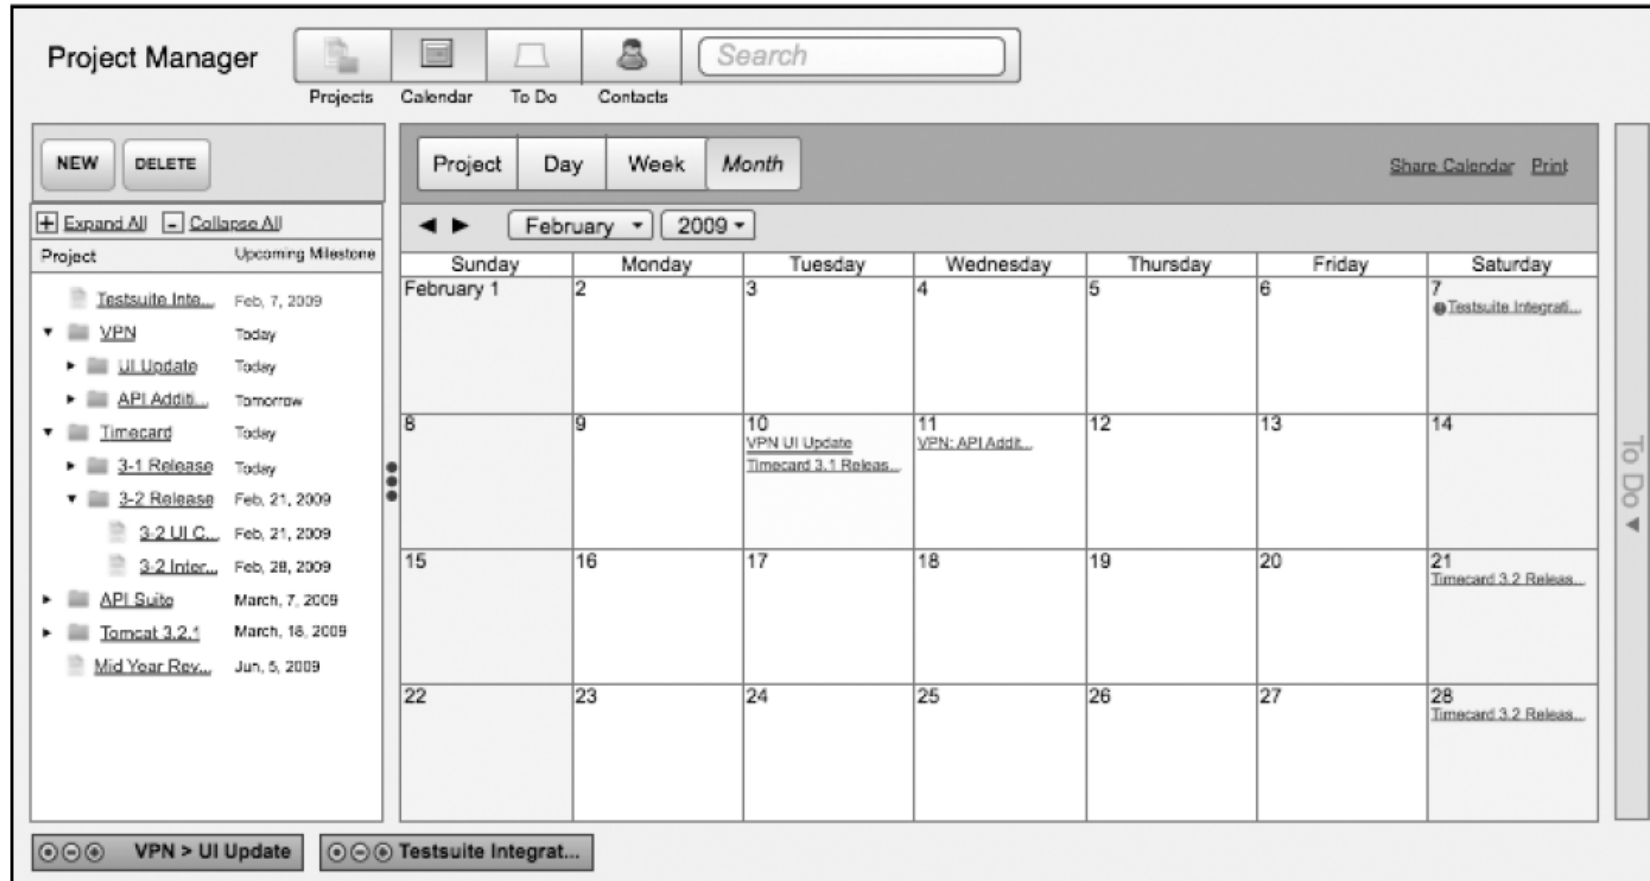 Project Manager
Search
Projects Calendar To Do Contacts
NEW DELETE
+ Expand All - Collapse All
Project Upcoming Milestone
Testsuite Inte... Feb, 7, 2009
VPN Today
UI Update Today
API Additi... Tomorrow
Timecard Today
3-1 Release Today
3-2 Release Feb, 21, 2009
3-2 UI C... Feb, 21, 2009
3-2 Inter... Feb, 28, 2009
API Suite March, 7, 2009
Tomcat 3.2.1 March, 18, 2009
Mid Year Rev... Jun, 5, 2009
Project Day Week Month
Share Calendar Print
February 2009
Sunday Monday Tuesday Wednesday Thursday Friday Saturday
February 1 2 3 4 5 6 7
Testsuite Integrati...
8 9 10 11 12 13 14
VPN UI Update VPN: API Addit...
Timecard 3.1 Releas...
15 16 17 18 19 20 21
Timecard 3.2 Releas...
22 23 24 25 26 27 28
Timecard 3.2 Releas...
To Do
VPN > UI Update
Testsuite Integrat...